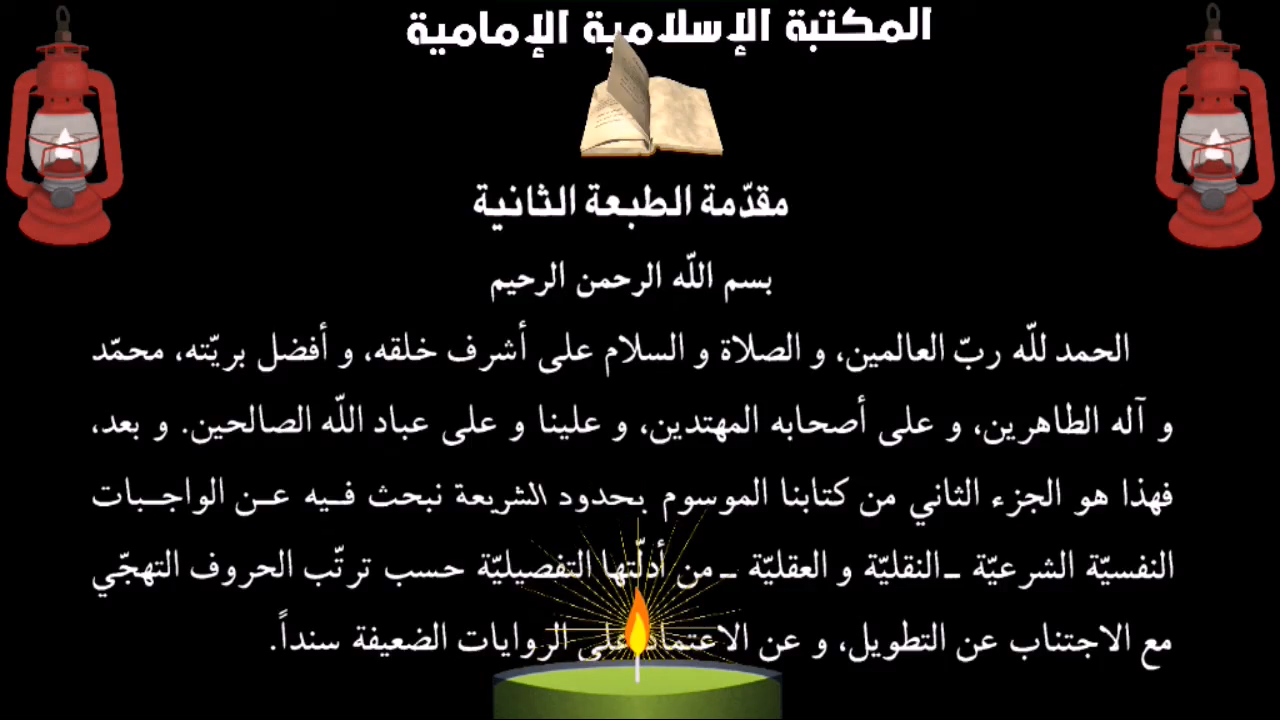 المكتبة الإسلامية الإمامية
مقدّمة الطبعة الثانية
بسم اللّه الرحمن الرحيم
الحمد للّه ربّ العالمين، و الصلاة و السلام على أشرف خلقه، و أفضل بريّته، محمّد
و آله الطاهرين، و على أصحابه المهتدين، و علينا و على عباد اللّه الصالحين. و بعد،
فهذا هو الجزء الثاني من كتابنا الموسوم بحدود الشريعة نبحث فـيه عـن الواجـبات
النفسيّة الشرعيّة ـ النقليّة و العقليّة ـ من أدلّتها التفصيليّة حسب ترتّب الحروف التهجّي
مع الاجتناب عن التطويل، و عن الاعتماد على الروايات الضعيفة سنداً.